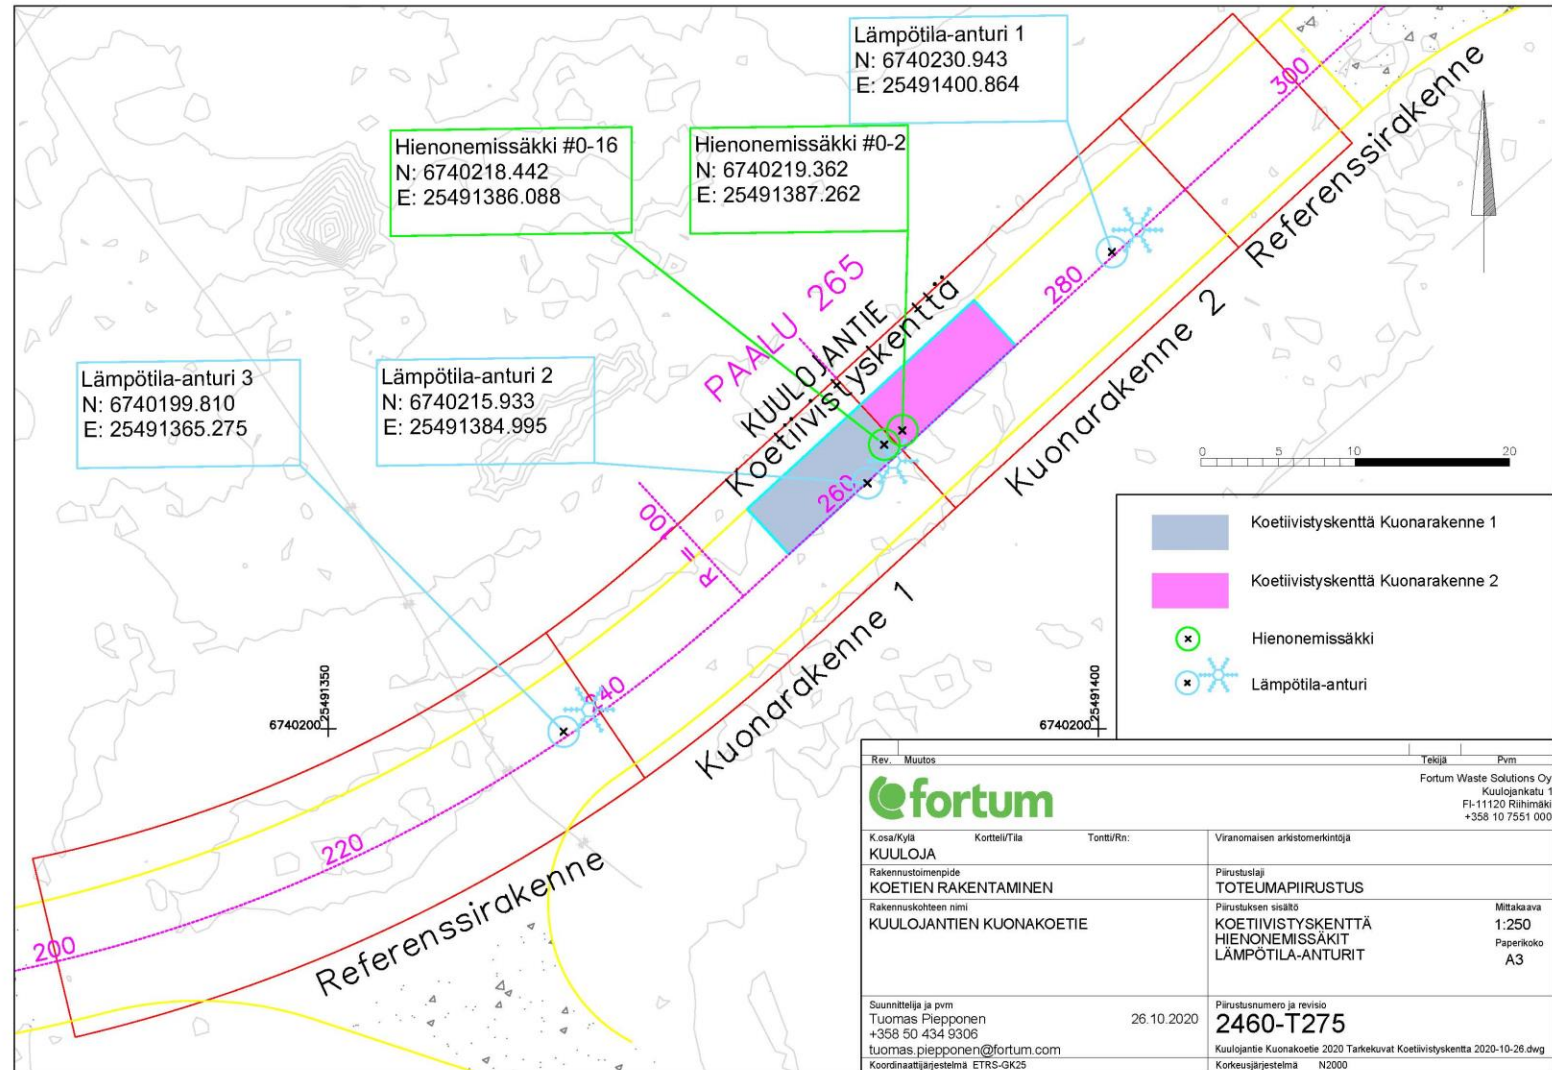 Lämpötila-anturi 1
N: 6740230.943
E: 25491400.864
Hienonemissäkki #0-16
N: 6740218.442
E: 25491386.088
Hienonemissäkki #0-2
N: 6740219.362
E: 25491387.262
Lämpötila-anturi 3
N: 6740199.810
E: 25491365.275
Lämpötila-anturi 2
N: 6740215.933
E: 25491384.995
300
Referenssirakenne
280
PAALU 265
KUULOJANTIE
Koetiivistyskenttä
Kuonarakenne 2
260
R = 100
Kuonarakenne 1
240
220
200
Referenssirakenne
6740200
25491350
6740200
25491400
0 5 10 20
Koetiivistyskenttä Kuonarakenne 1
Koetiivistyskenttä Kuonarakenne 2
Hienonemissäkki
Lämpötila-anturi
Rev. Muutos Tekijä Pvm
fortum
Fortum Waste Solutions Oy
Kuulojankatu 1
FI-11120 Riihimäki
+358 10 7551 000
K.osa/Kylä Kortteli/Tila Tontti/Rn: Viranomaisen arkistomerkintöjä
KUULOJA
Rakennustoimenpide Piirustuslaji
KOETIEN RAKENTAMINEN TOTEUMAPIIRUSTUS
Rakennuskohteen nimi Piirustuksen sisältö Mittakaava
KUULOJANTIEN KUONAKOETIE KOETIIVISTYSKENTTÄ 1:250
HIENONEMISSÄKIT Paperikoko
LÄMPÖTILA-ANTURIT A3
Suunnittelija ja pvm Piirustusnumero ja revisio
Tuomas Piepponen 26.10.2020 2460-T275
+358 50 434 9306
tuomas.piepponen@fortum.com Kuulojantie Kuonakoetie 2020 Tarkekuvat Koetiivistyskentta 2020-10-26.dwg
Koordinaattijärjestelmä ETRS-GK25 Korkeusjärjestelmä N2000